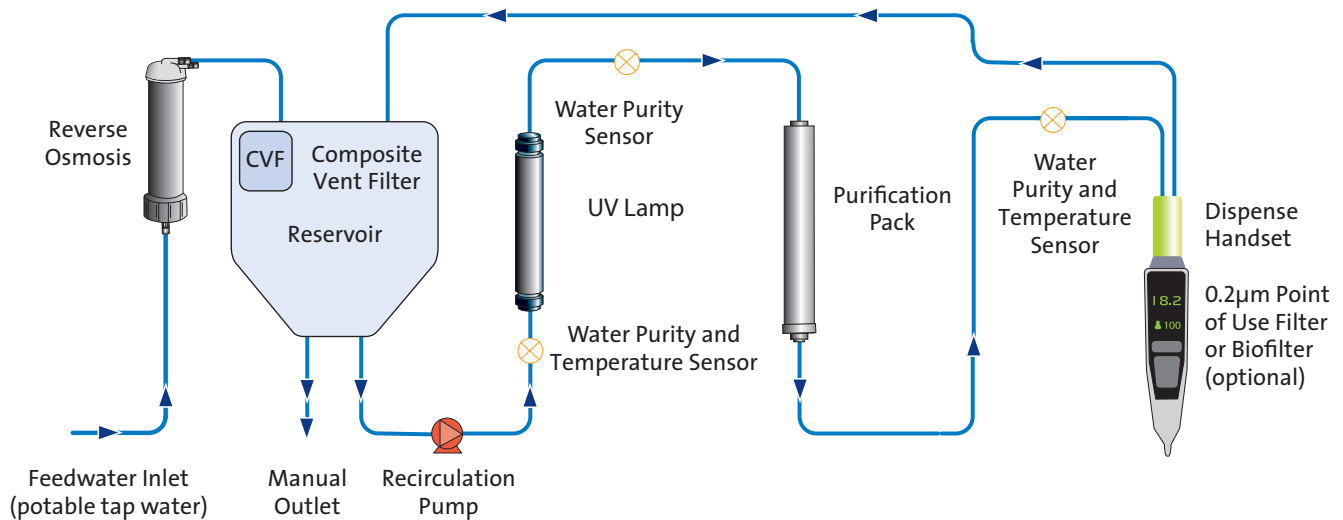 Reverse
Osmosis
CVF
Composite
Vent Filter
Reservoir
Water Purity
Sensor
UV Lamp
Water Purity and
Temperature Sensor
Purification
Pack
Water
Purity and
Temperature
Sensor
Dispense
Handset
18.2
100
0.2µm Point
of Use Filter
or Biofilter
(optional)
Feedwater Inlet
(potable tap water)
Manual
Outlet
Recirculation
Pump